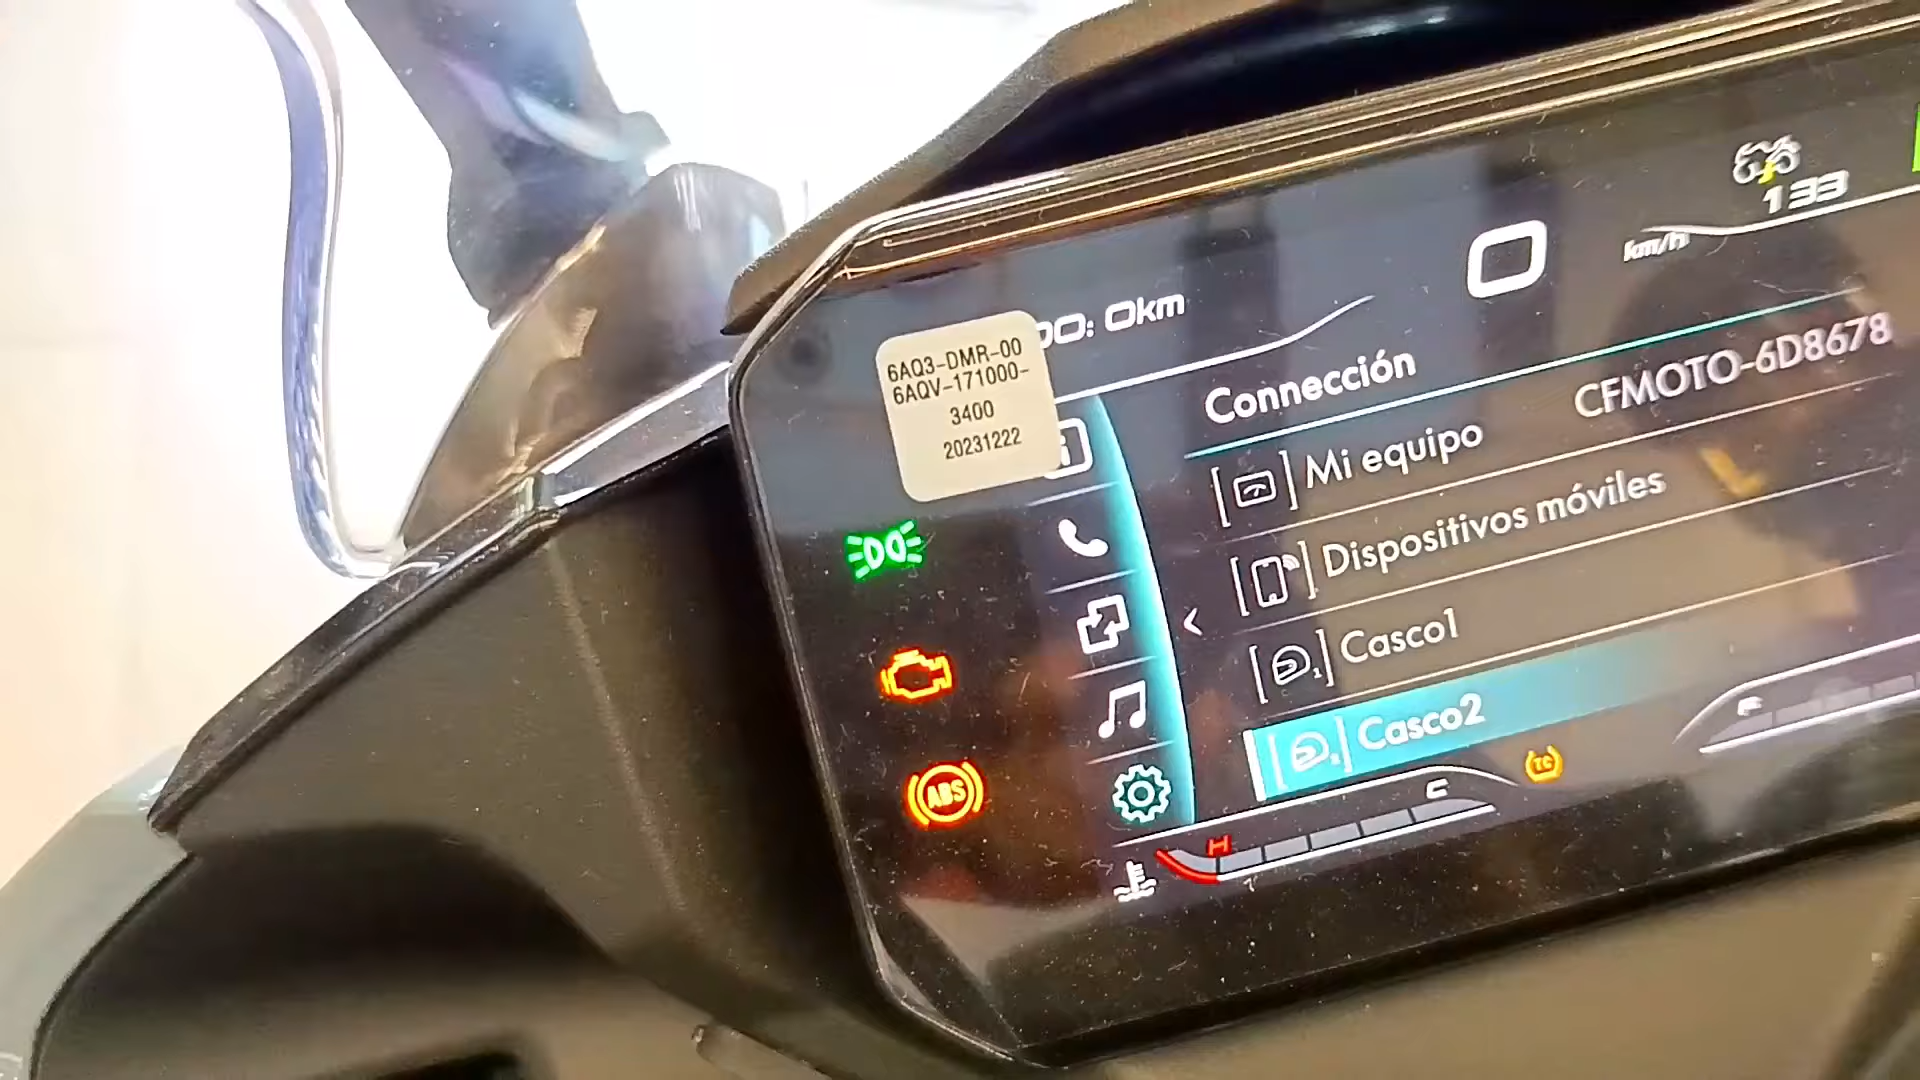 133
0
km/h
DO: 0km
6AQ3-DMR-00
6AQV-171000-
3400
20231222
Connección
Mi equipo
CFMOTO-6D8678
Dispositivos móviles
Casco1
Casco2
ABS
TC
H
C